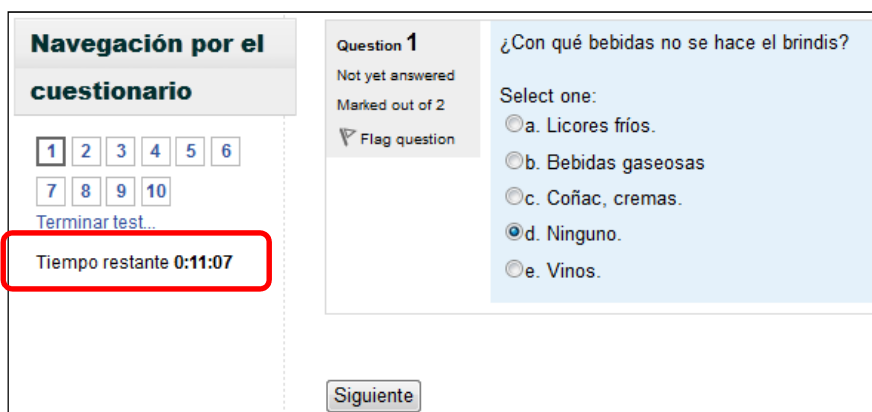 Navegación por el
cuestionario
1 2 3 4 5 6
7 8 9 10
Terminar test...
Tiempo restante 0:11:07
Question 1
Not yet answered
Marked out of 2
Flag question
¿Con qué bebidas no se hace el brindis?
Select one:
a. Licores fríos.
b. Bebidas gaseosas
c. Coñac, cremas.
d. Ninguno.
e. Vinos.
Siguiente